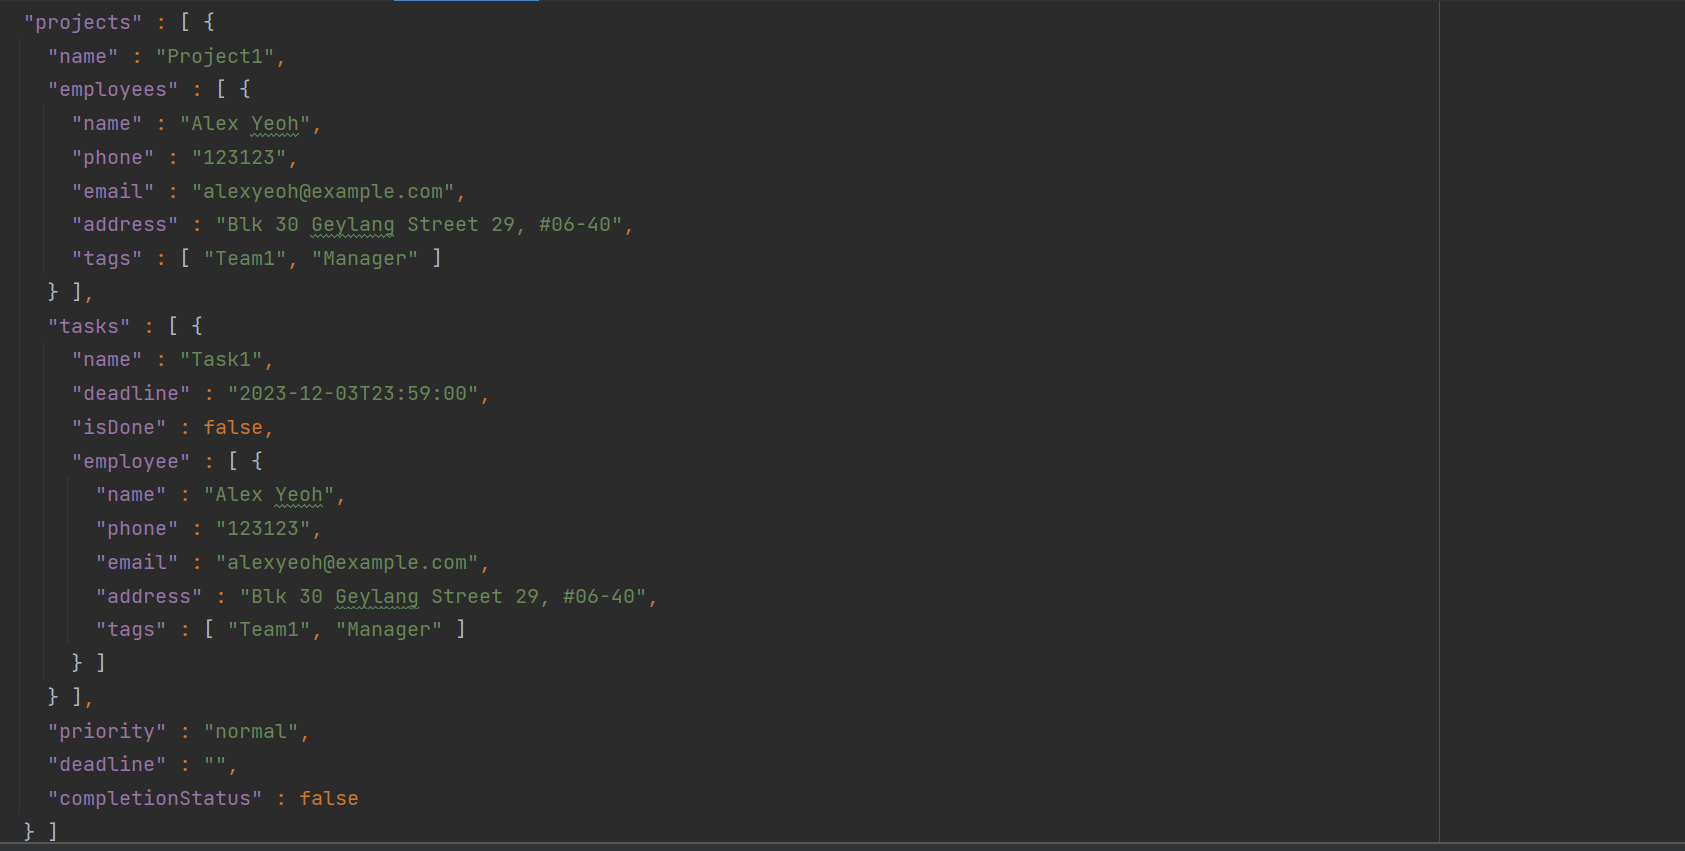 "projects" : [ {
"name" : "Project1",
"employees" : [ {
"name" : "Alex Yeoh",
"phone" : "123123",
"email" : "alexyeoh@example.com",
"address" : "Blk 30 Geylang Street 29, #06-40",
"tags" : [ "Team1", "Manager" ]
} ],
"tasks" : [ {
"name" : "Task1",
"deadline" : "2023-12-03T23:59:00",
"isDone" : false,
"employee" : [ {
"name" : "Alex Yeoh",
"phone" : "123123",
"email" : "alexyeoh@example.com",
"address" : "Blk 30 Geylang Street 29, #06-40",
"tags" : [ "Team1", "Manager" ]
} ]
} ],
"priority" : "normal",
"deadline" : "",
"completionStatus" : false
} ]